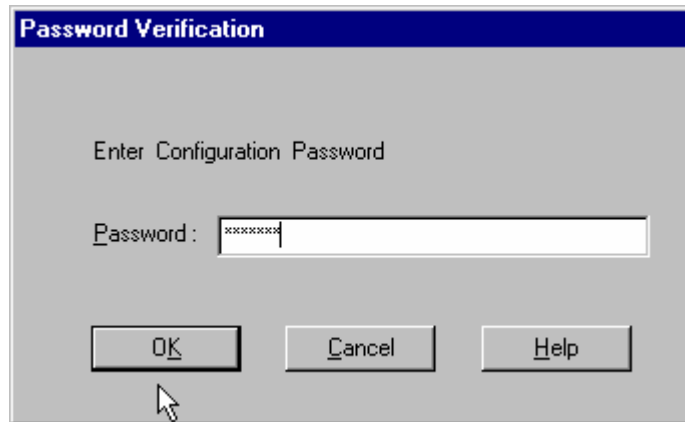 Password Verification
Enter Configuration Password
Password : *******
OK Cancel Help